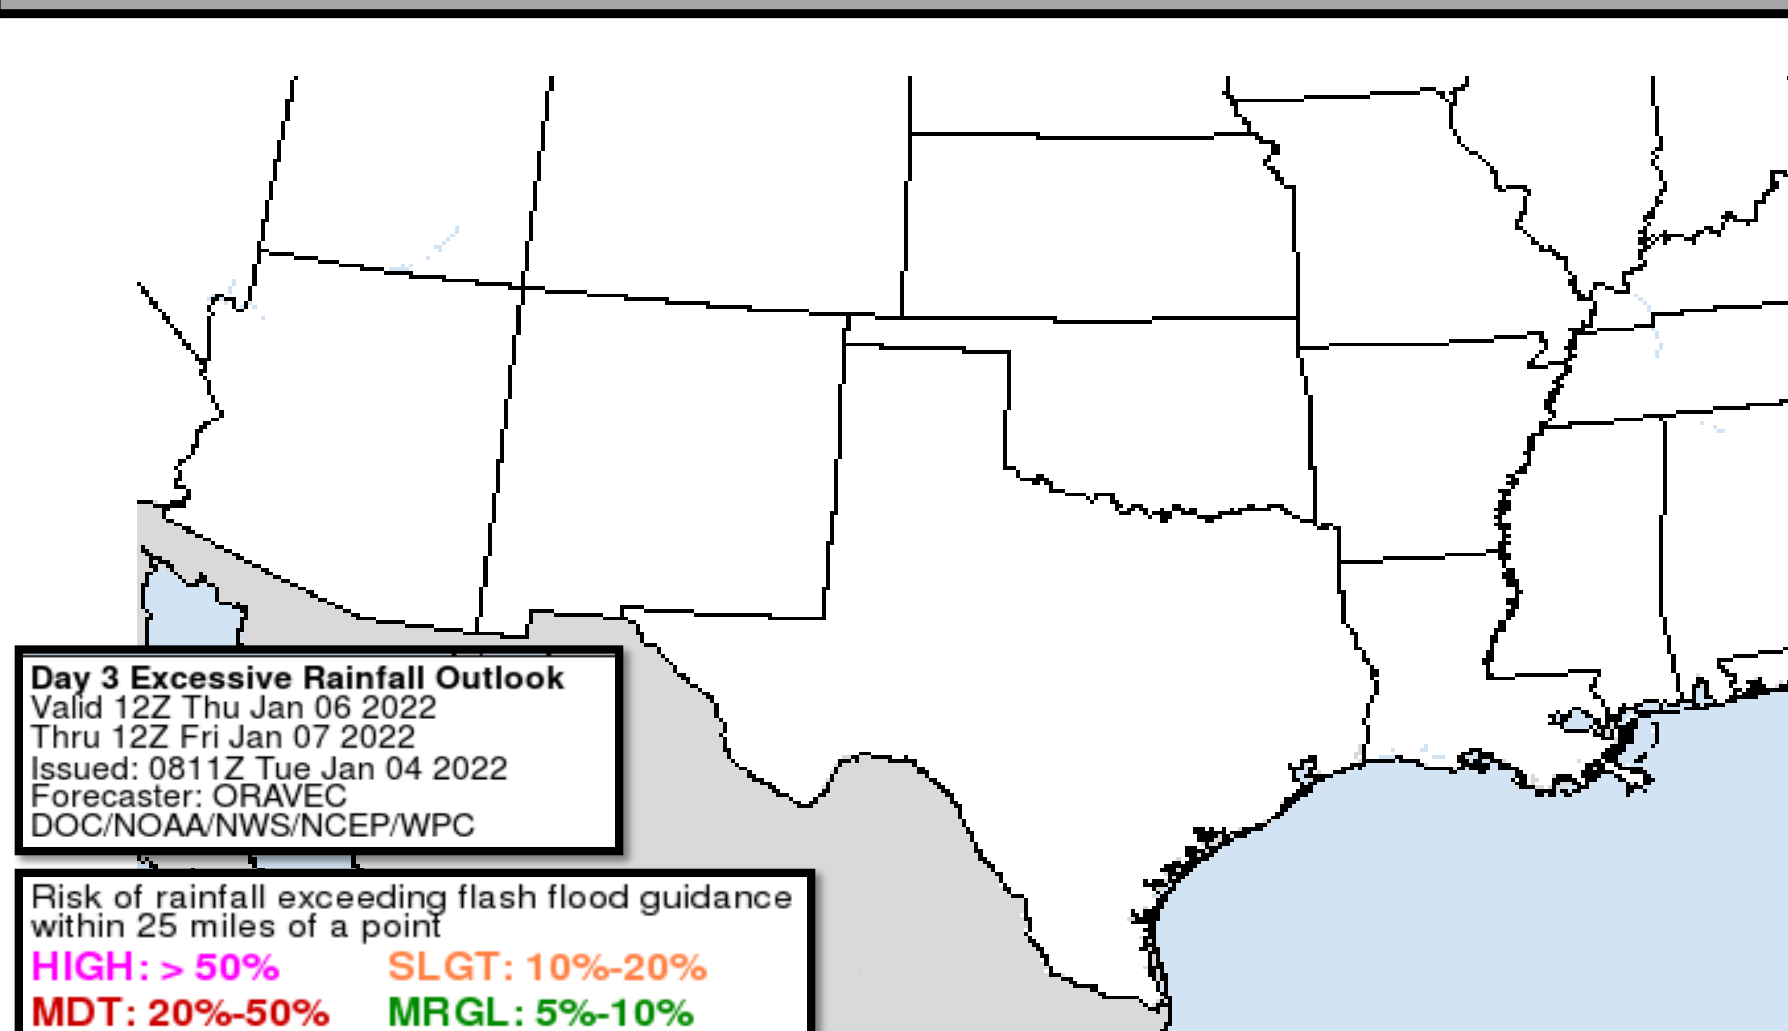 Day 3 Excessive Rainfall Outlook
Valid 12Z Thu Jan 06 2022
Thru 12Z Fri Jan 07 2022
Issued: 0811Z Tue Jan 04 2022
Forecaster: ORAVEC
DOC/NOAA/NWS/NCEP/WPC
Risk of rainfall exceeding flash flood guidance
within 25 miles of a point
HIGH: > 50% SLGT: 10%-20%
MDT: 20%-50% MRGL: 5%-10%